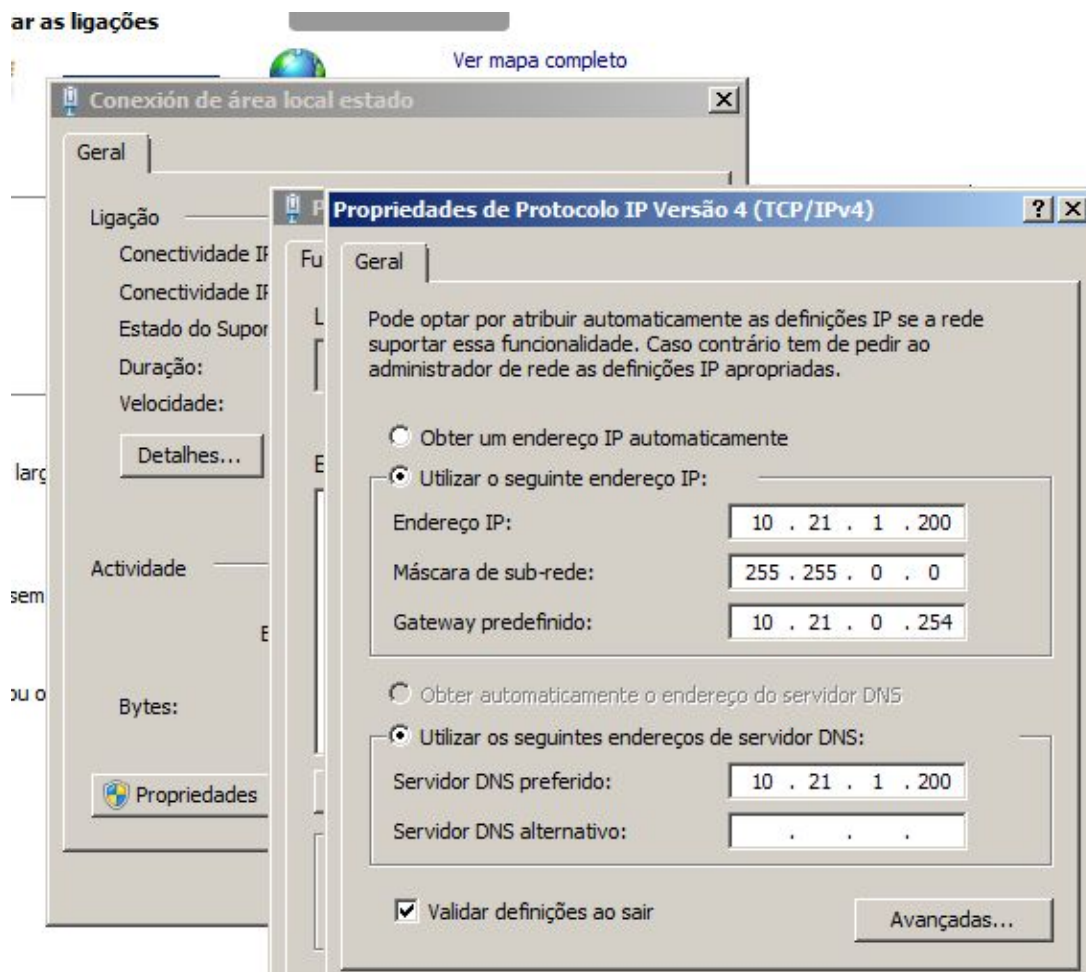 ar as ligações
Ver mapa completo
Conexión de área local estado
Geral
Ligação
Conectividade IP
Conectividade IP
Estado do Supor
Duração:
Velocidade:
Detalhes...
larg
Actividade
sem
E
ou o
Bytes:
Propriedades
P
Fu
L
E
Propriedades de Protocolo IP Versão 4 (TCP/IPv4)
Geral
Pode optar por atribuir automaticamente as definições IP se a rede
suportar essa funcionalidade. Caso contrário tem de pedir ao
administrador de rede as definições IP apropriadas.
Obter um endereço IP automaticamente
Utilizar o seguinte endereço IP:
Endereço IP: 10 . 21 . 1 . 200
Máscara de sub-rede: 255 . 255 . 0 . 0
Gateway predefinido: 10 . 21 . 0 . 254
Obter automaticamente o endereço do servidor DNS
Utilizar os seguintes endereços de servidor DNS:
Servidor DNS preferido: 10 . 21 . 1 . 200
Servidor DNS alternativo: . . .
Validar definições ao sair
Avançadas...